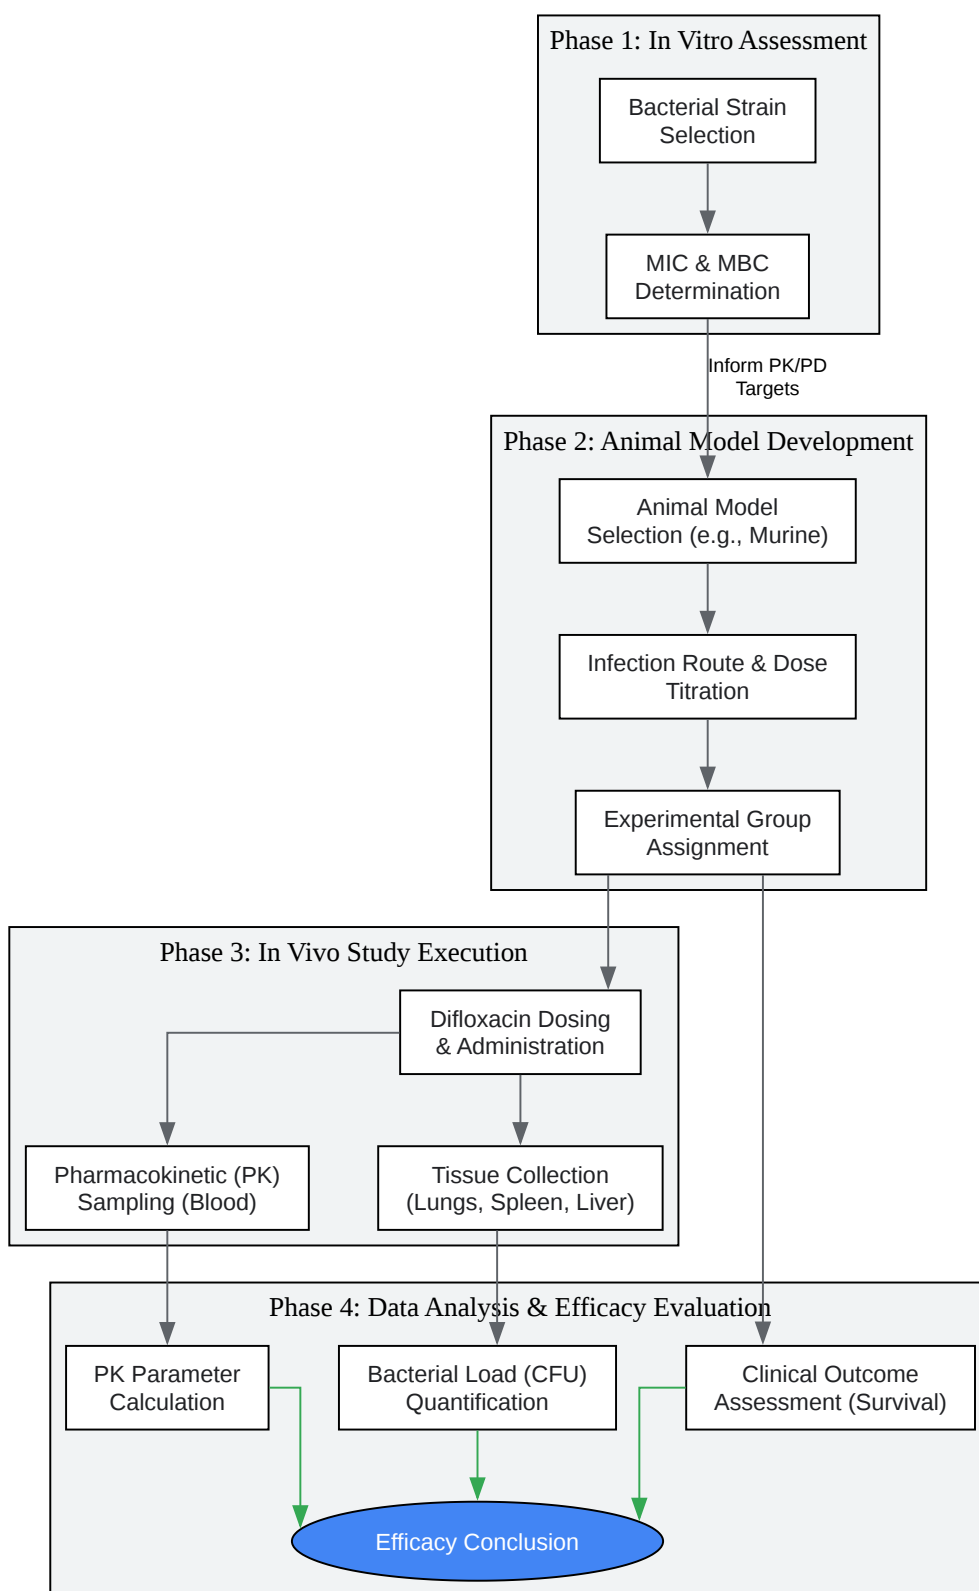 Phase 1: In Vitro Assessment
Bacterial Strain
Selection
MIC & MBC
Determination
Inform PK/PD
Targets
Phase 2: Animal Model Development
Animal Model
Selection (e.g., Murine)
Infection Route & Dose
Titration
Experimental Group
Assignment
Phase 3: In Vivo Study Execution
Difloxacin Dosing
& Administration
Pharmacokinetic (PK)
Sampling (Blood)
Tissue Collection
(Lungs, Spleen, Liver)
Phase 4: Data Analysis & Efficacy Evaluation
PK Parameter
Calculation
Bacterial Load (CFU)
Quantification
Clinical Outcome
Assessment (Survival)
Efficacy Conclusion